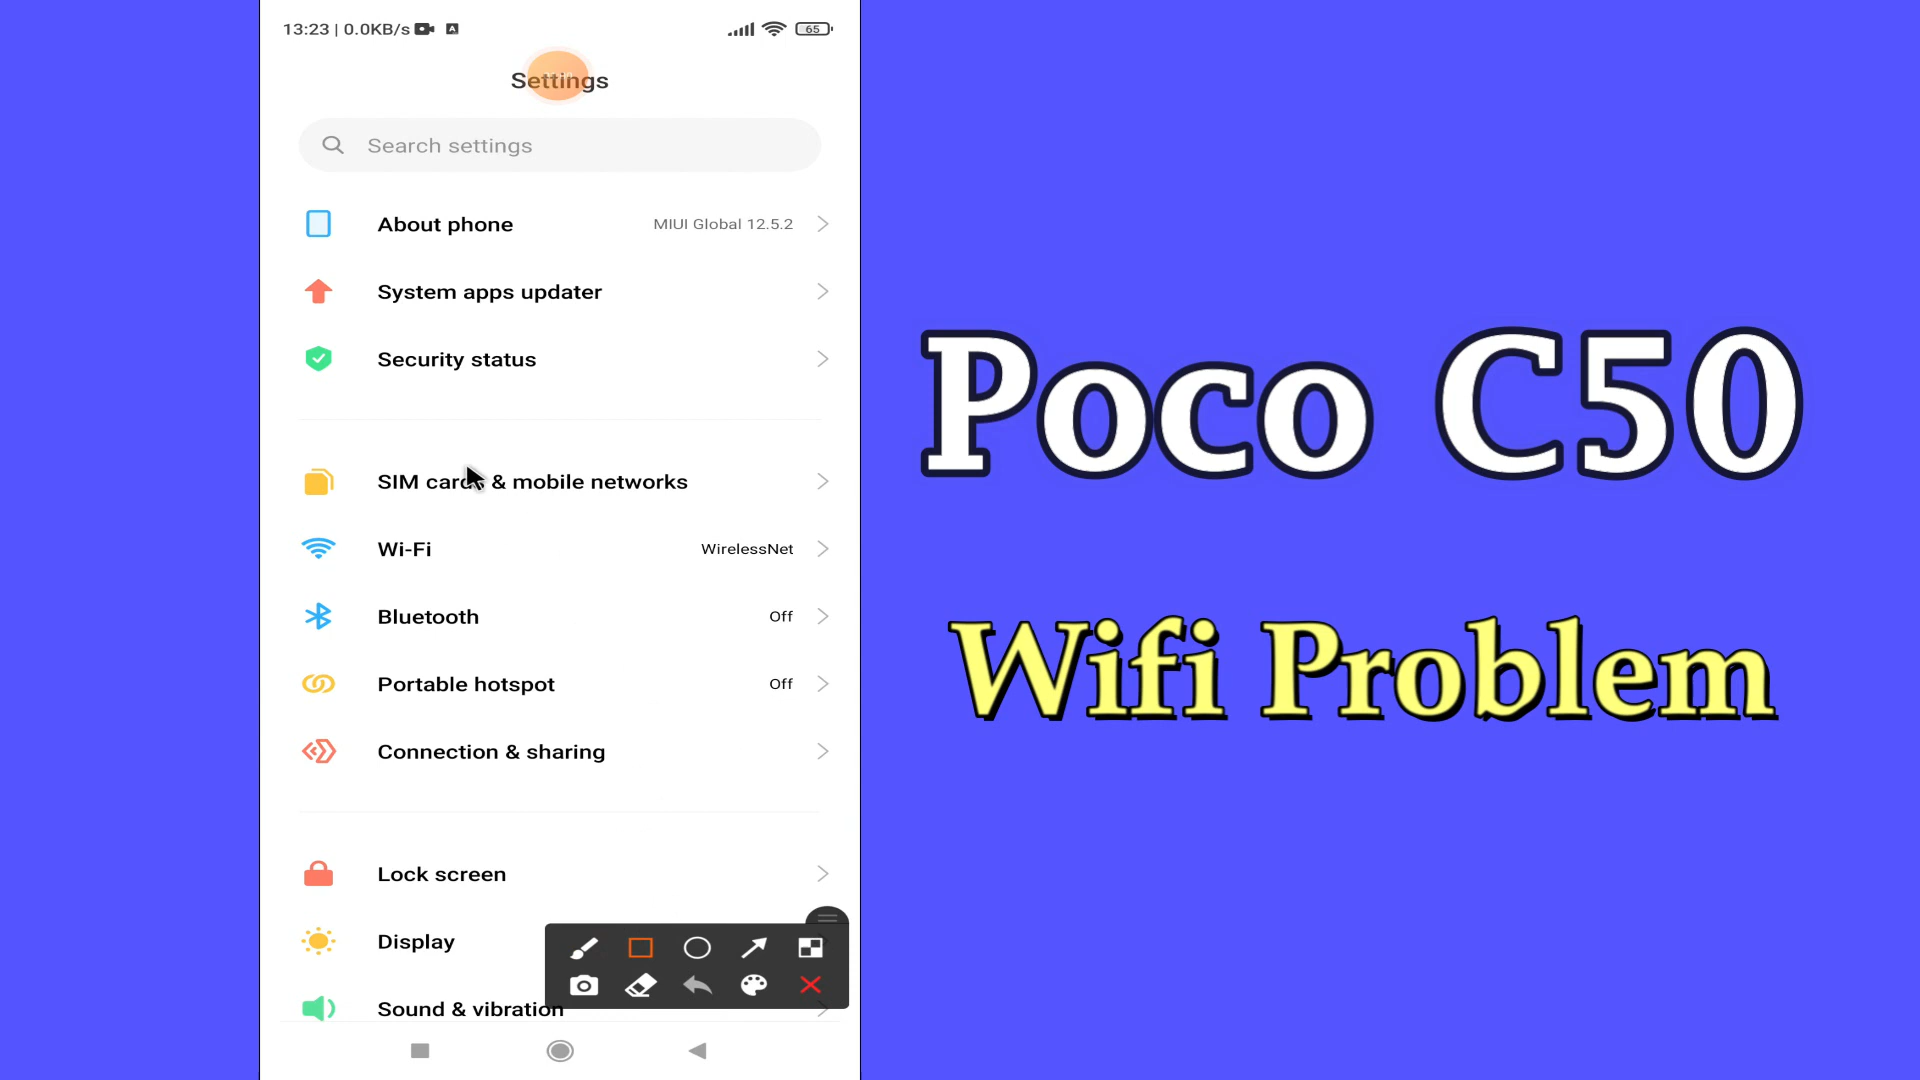 13:23 | 0.0KB/s
65
Settings
Search settings
About phone
MIUI Global 12.5.2
System apps updater
Security status
SIM cards & mobile networks
Wi-Fi
WirelessNet
Bluetooth
Off
Portable hotspot
Off
Connection & sharing
Lock screen
Display
Sound & vibration
Poco C50
Wifi Problem